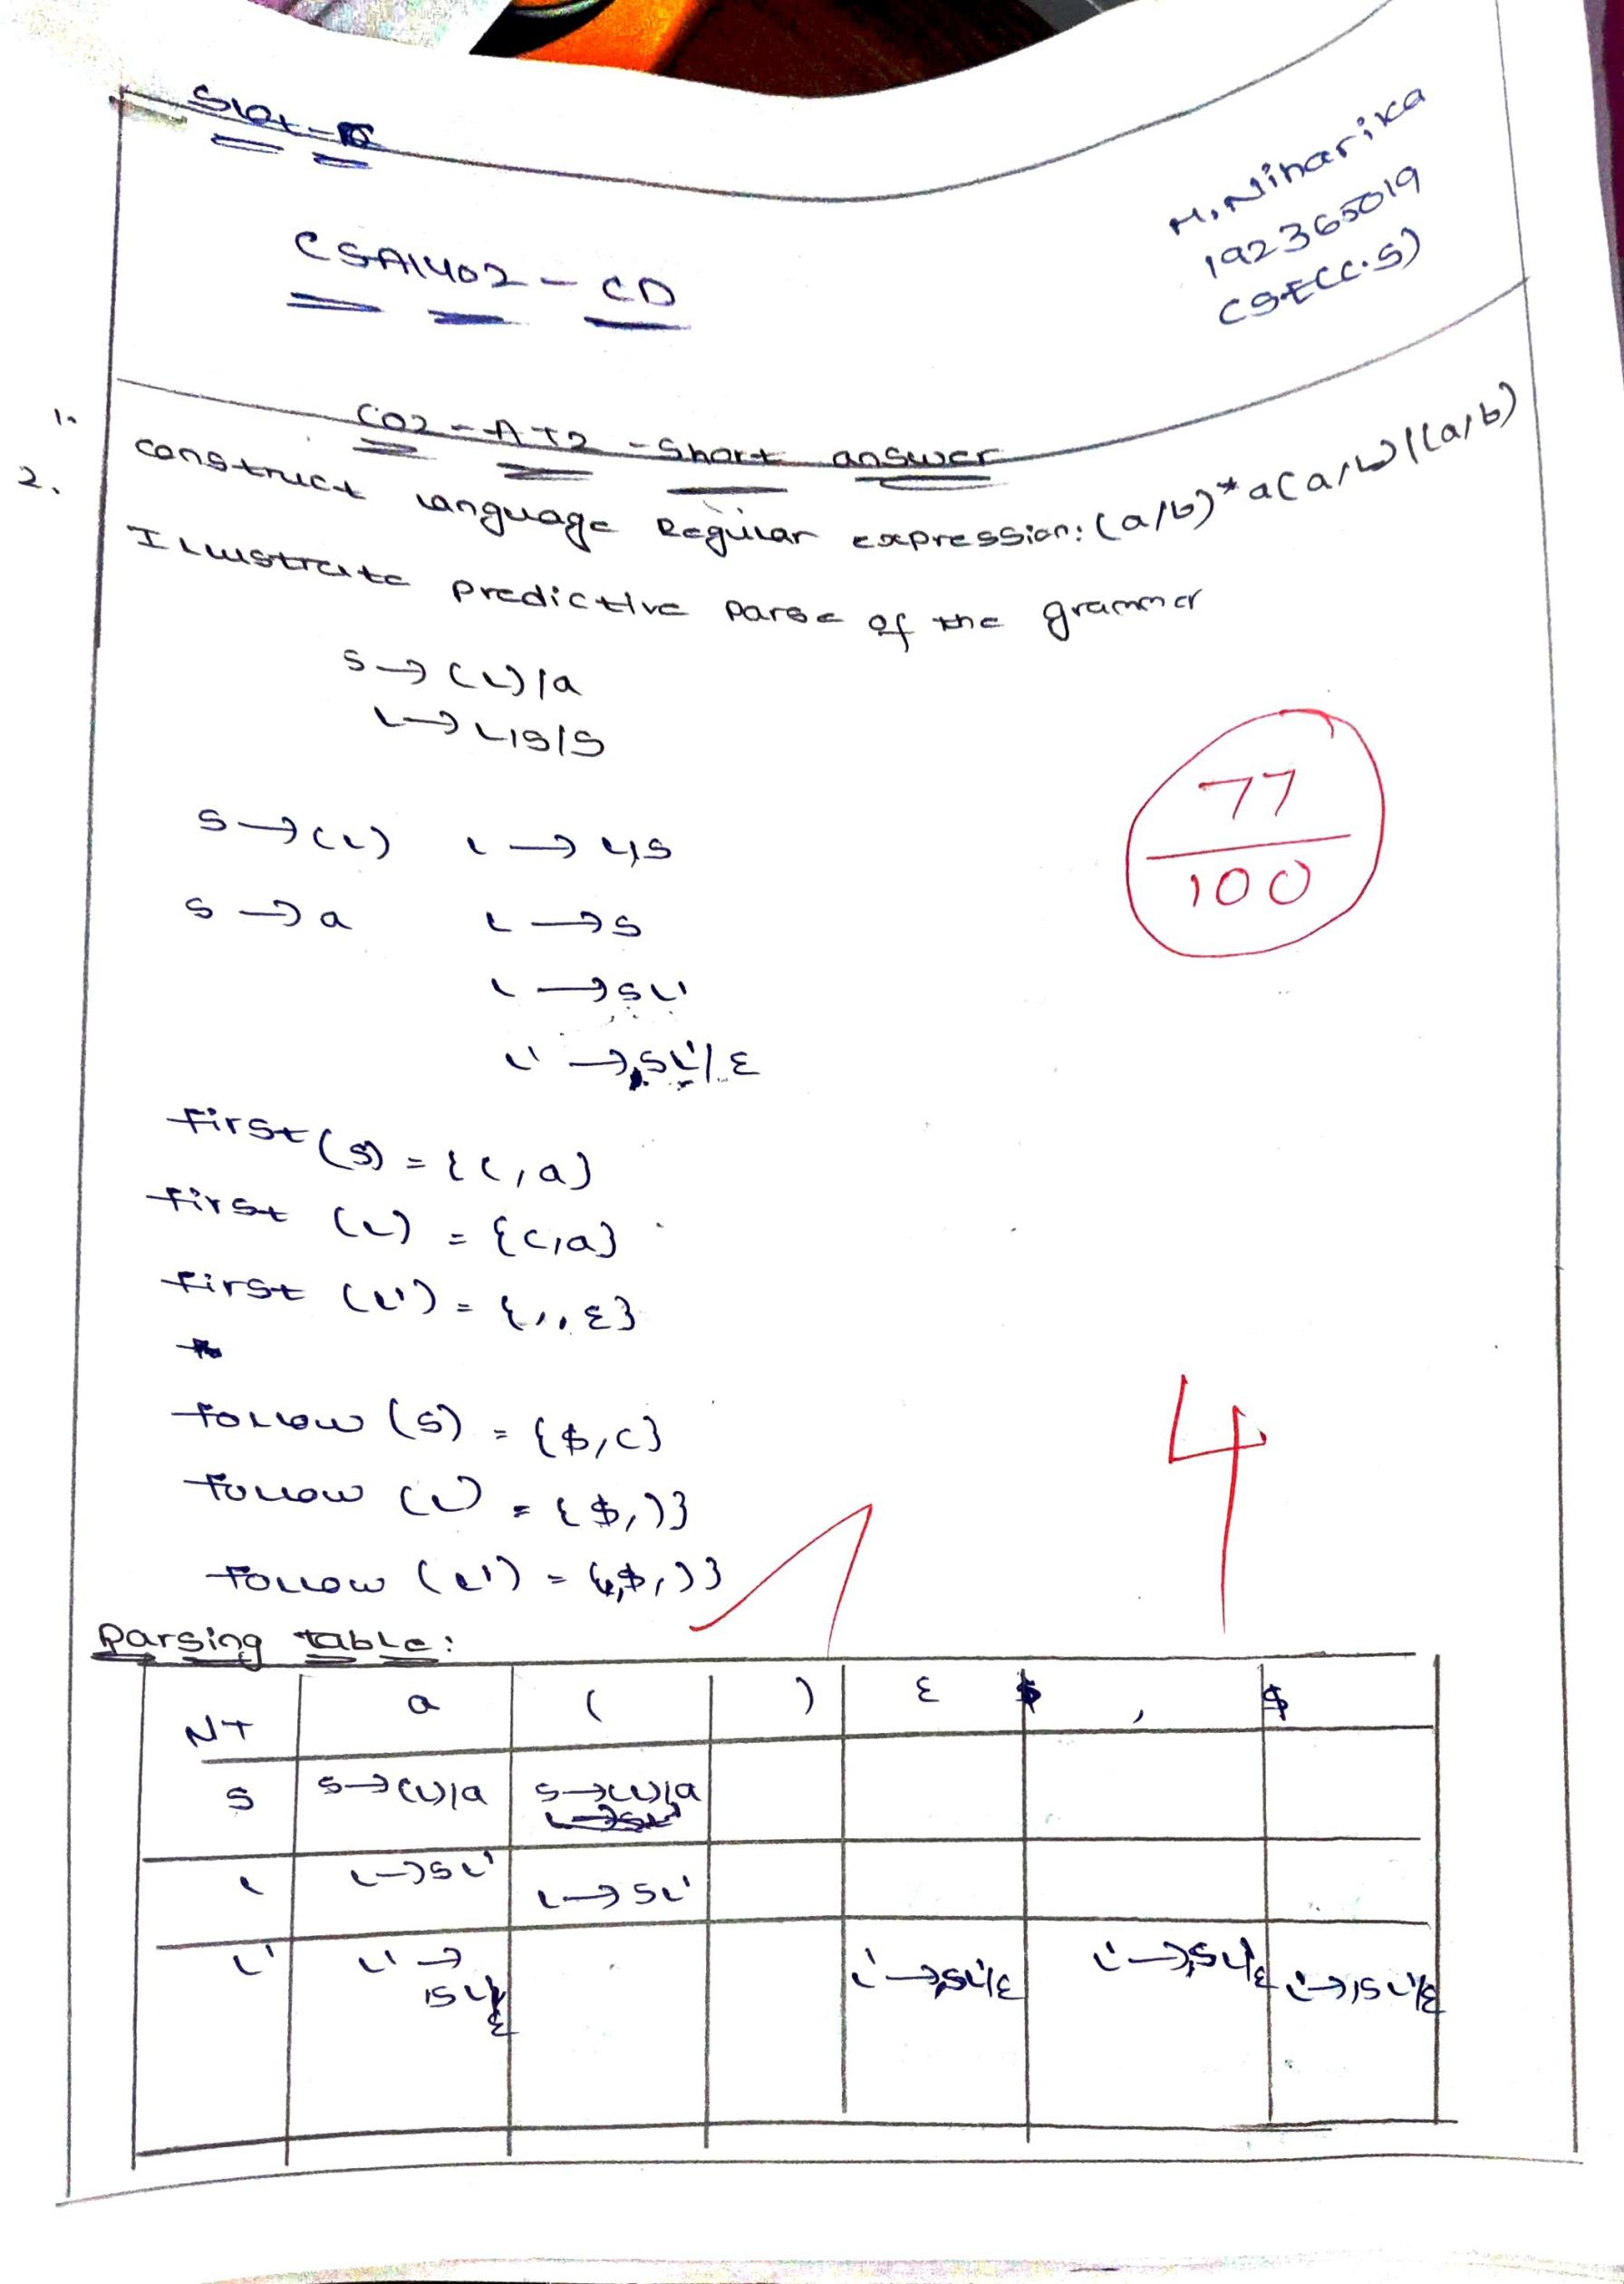 Slot-
CSA1402 - CD
M. Niharika
192365019
CSE(C.S)
CO2 - AT2 - Short answer
1. construct language Regular expression: (a/b)*a(a/b)(a/b)
2. Illustrate predictive parse of the grammer
S → (L)/a
L → L,S/S
S → (L) L → L,S
S → a L → S
L → SL'
L' → ,SL'/ε
77
100
first (S) = {(, a}
first (L) = {(, a}
first (L') = {,, ε}
follow (S) = {$, (}
follow (L) = {$, )}
follow (L') = {$, )}
4
Parsing table:
NT a ( ) ε , $
S S→(L)/a S→(L)/a
L L→SL' L→SL'
L' L'→,SL'/ε L'→,SL'/ε L'→,SL'/ε L'→,SL'/ε